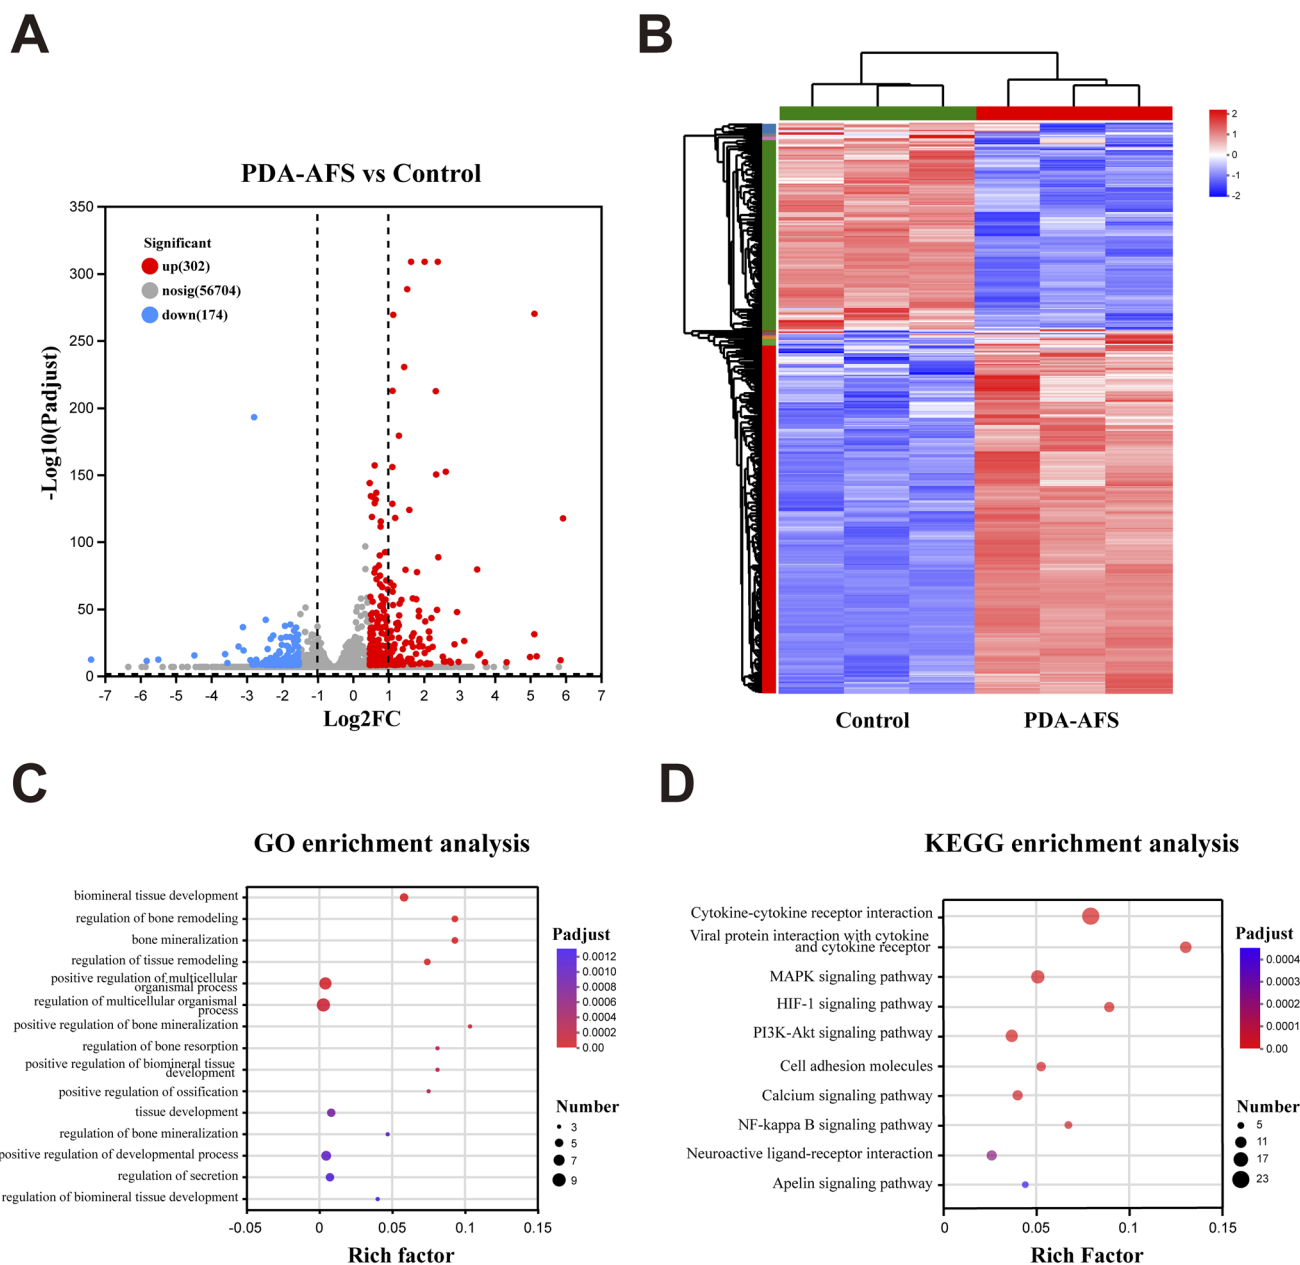 A
B
PDA-AFS vs Control
350
300
250
200
150
100
50
0
-Log10(Padjust)
Significant
up(302)
nosig(56704)
down(174)
-7 -6 -5 -4 -3 -2 -1 0 1 2 3 4 5 6 7
Log2FC
2
1
0
-1
-2
Control PDA-AFS
C
D
GO enrichment analysis
biomineral tissue development
regulation of bone remodeling
bone mineralization
regulation of tissue remodeling
positive regulation of multicellular
organismal process
regulation of multicellular organismal
process
positive regulation of bone mineralization
regulation of bone resorption
positive regulation of biomineral tissue
development
positive regulation of ossification
tissue development
regulation of bone mineralization
positive regulation of developmental process
regulation of secretion
regulation of biomineral tissue development
-0.05 0 0.05 0.1 0.15
Rich factor
Padjust
0.0012
0.0010
0.0008
0.0006
0.0004
0.0002
0.00
Number
3
5
7
9
KEGG enrichment analysis
Cytokine-cytokine receptor interaction
Viral protein interaction with cytokine
and cytokine receptor
MAPK signaling pathway
HIF-1 signaling pathway
PI3K-Akt signaling pathway
Cell adhesion molecules
Calcium signaling pathway
NF-kappa B signaling pathway
Neuroactive ligand-receptor interaction
Apelin signaling pathway
0 0.05 0.1 0.15
Rich Factor
Padjust
0.0004
0.0003
0.0002
0.0001
0.00
Number
5
11
17
23